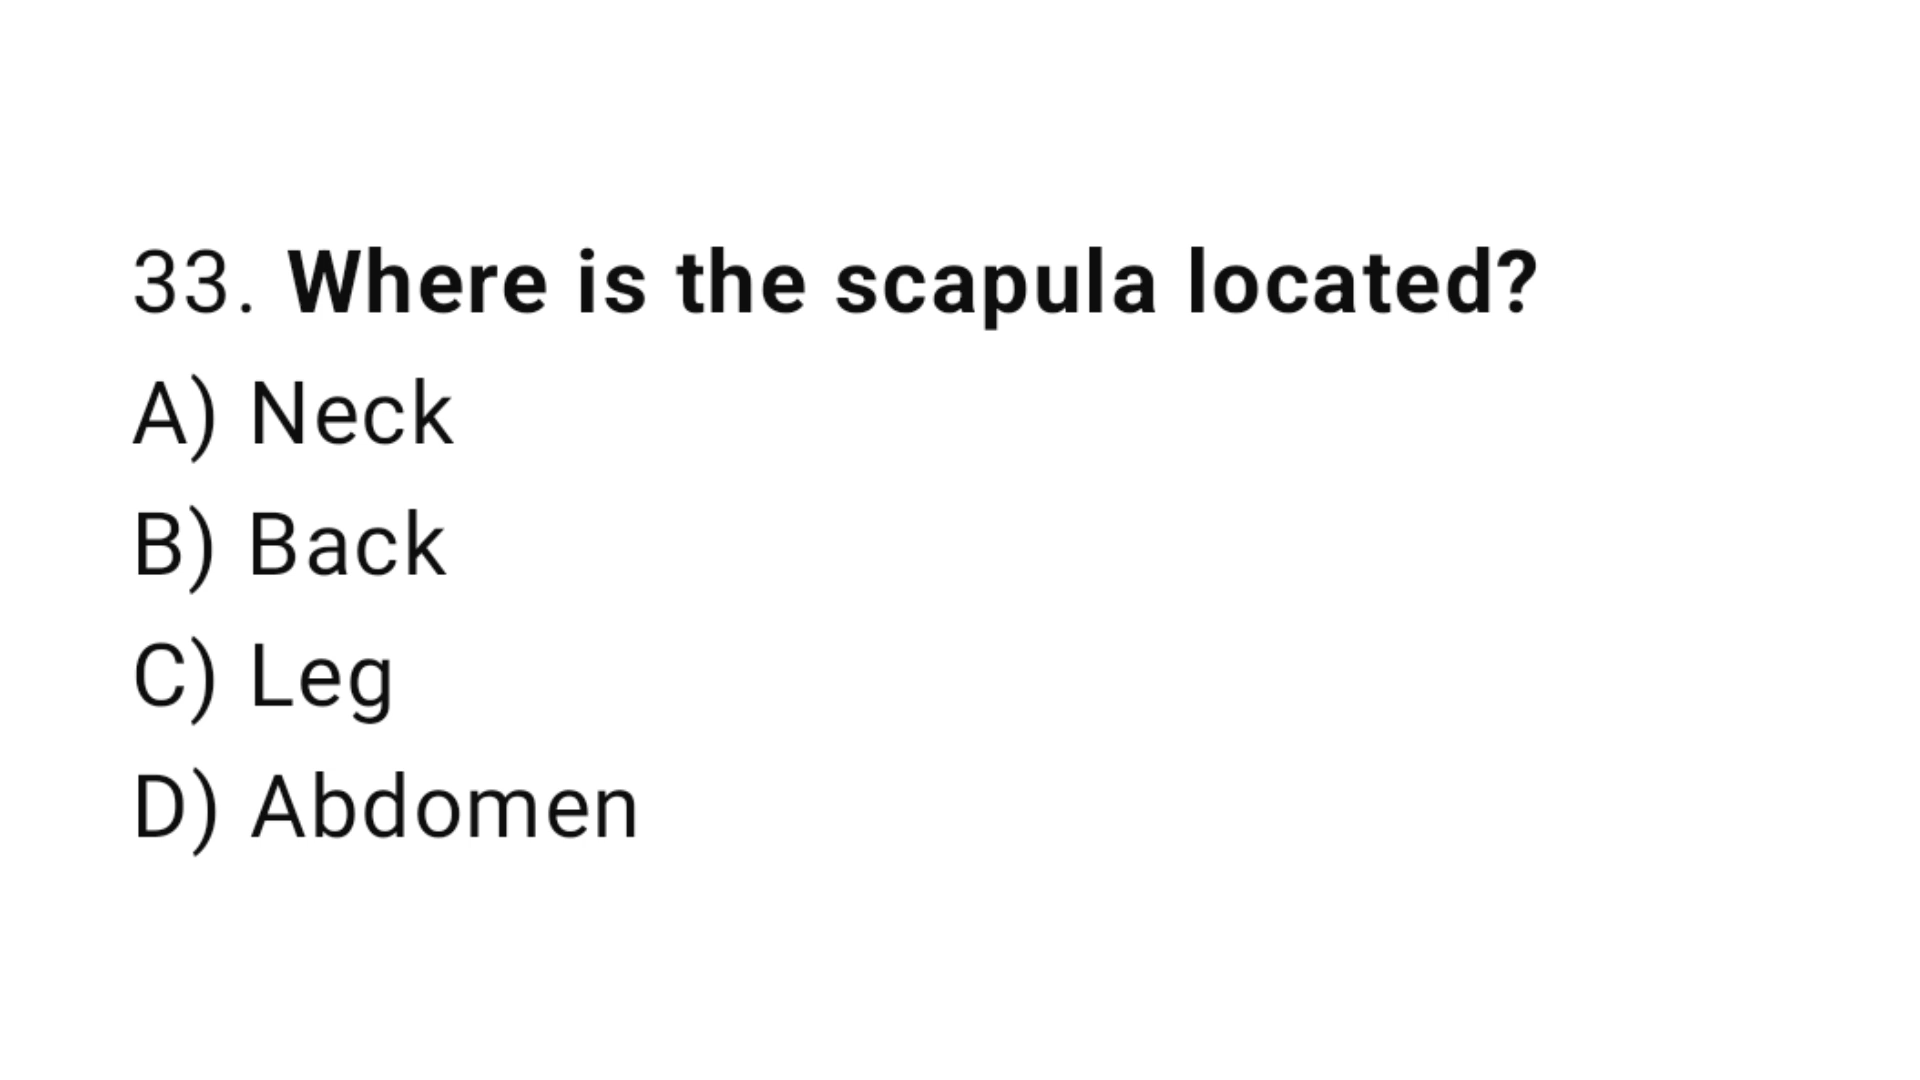 33. Where is the scapula located?
A) Neck
B) Back
C) Leg
D) Abdomen